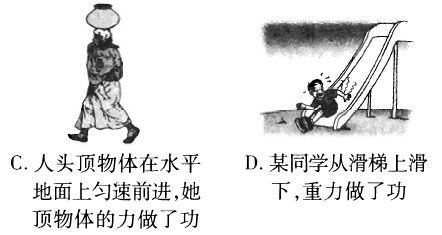 C. 人头顶物体在水平
地面上匀速前进,她
顶物体的力做了功
D. 某同学从滑梯上滑
下,重力做了功